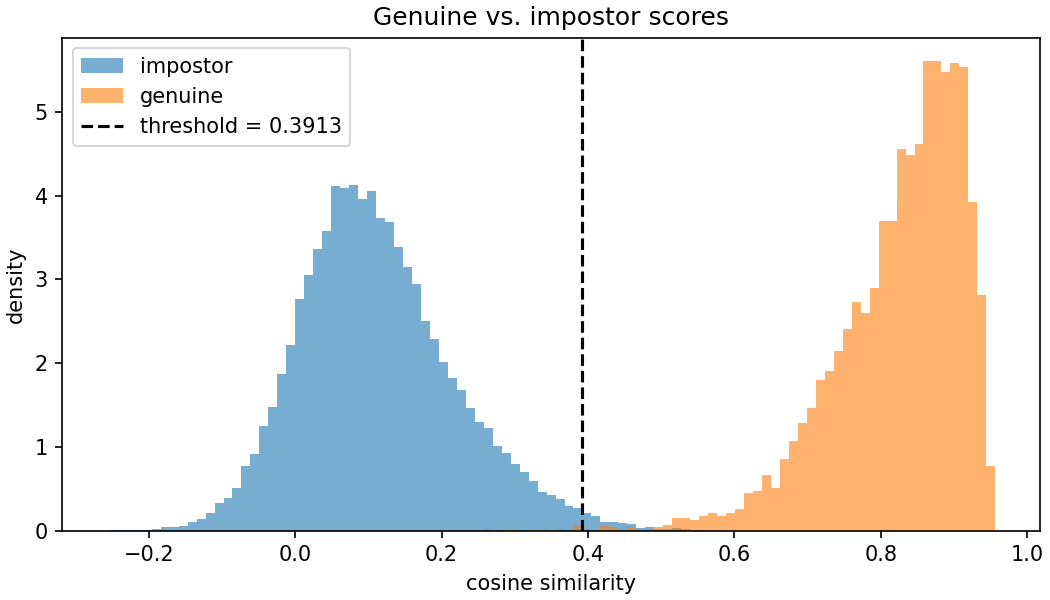 Genuine vs. impostor scores
impostor
genuine
threshold = 0.3913
density
5
4
3
2
1
0
−0.2
0.0
0.2
0.4
0.6
0.8
1.0
cosine similarity